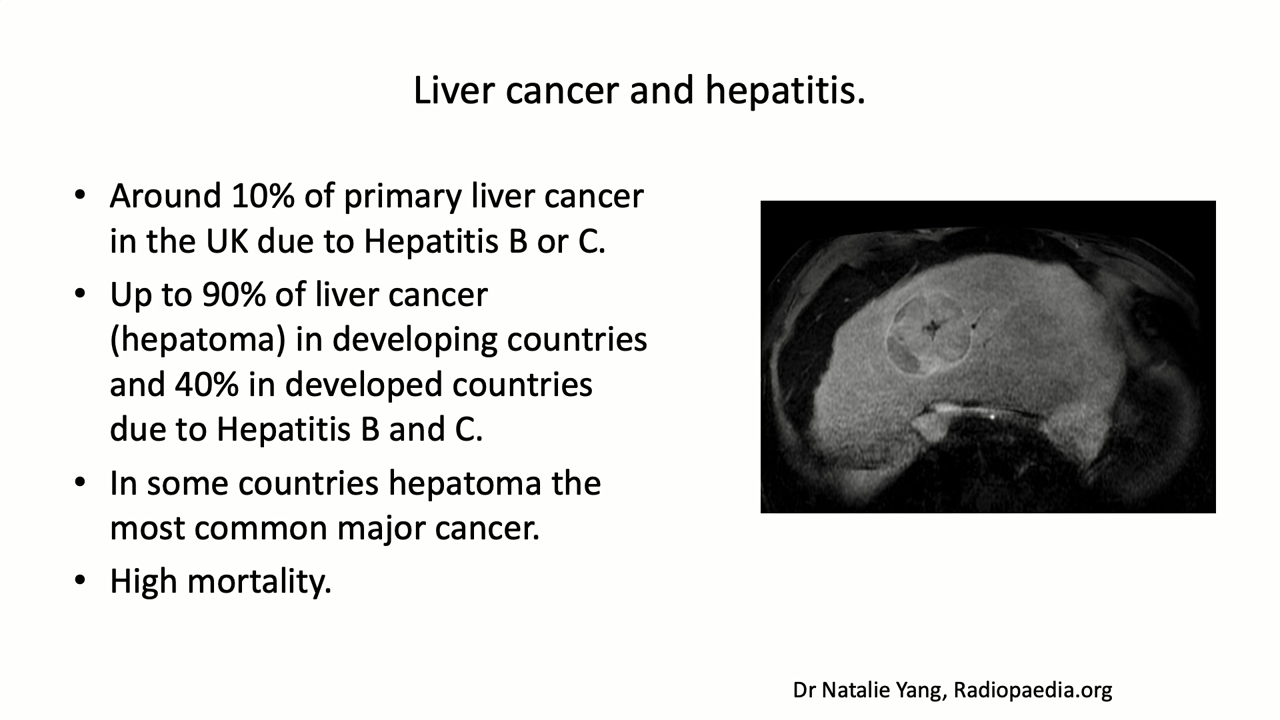 Liver cancer and hepatitis.
• Around 10% of primary liver cancer
in the UK due to Hepatitis B or C.
• Up to 90% of liver cancer
(hepatoma) in developing countries
and 40% in developed countries
due to Hepatitis B and C.
• In some countries hepatoma the
most common major cancer.
• High mortality.
Dr Natalie Yang, Radiopaedia.org